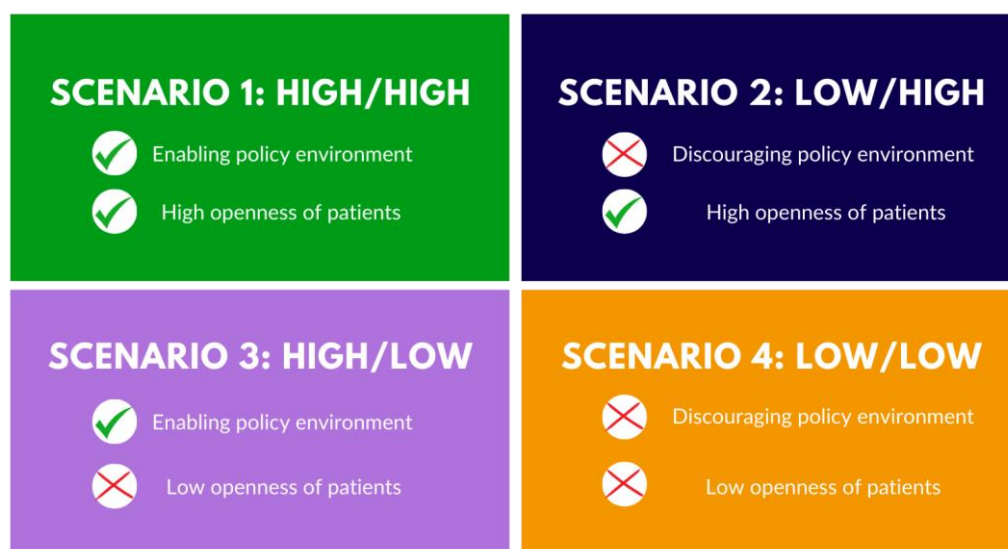 SCENARIO 1: HIGH/HIGH
Enabling policy environment
High openness of patients
SCENARIO 2: LOW/HIGH
Discouraging policy environment
High openness of patients
SCENARIO 3: HIGH/LOW
Enabling policy environment
Low openness of patients
SCENARIO 4: LOW/LOW
Discouraging policy environment
Low openness of patients